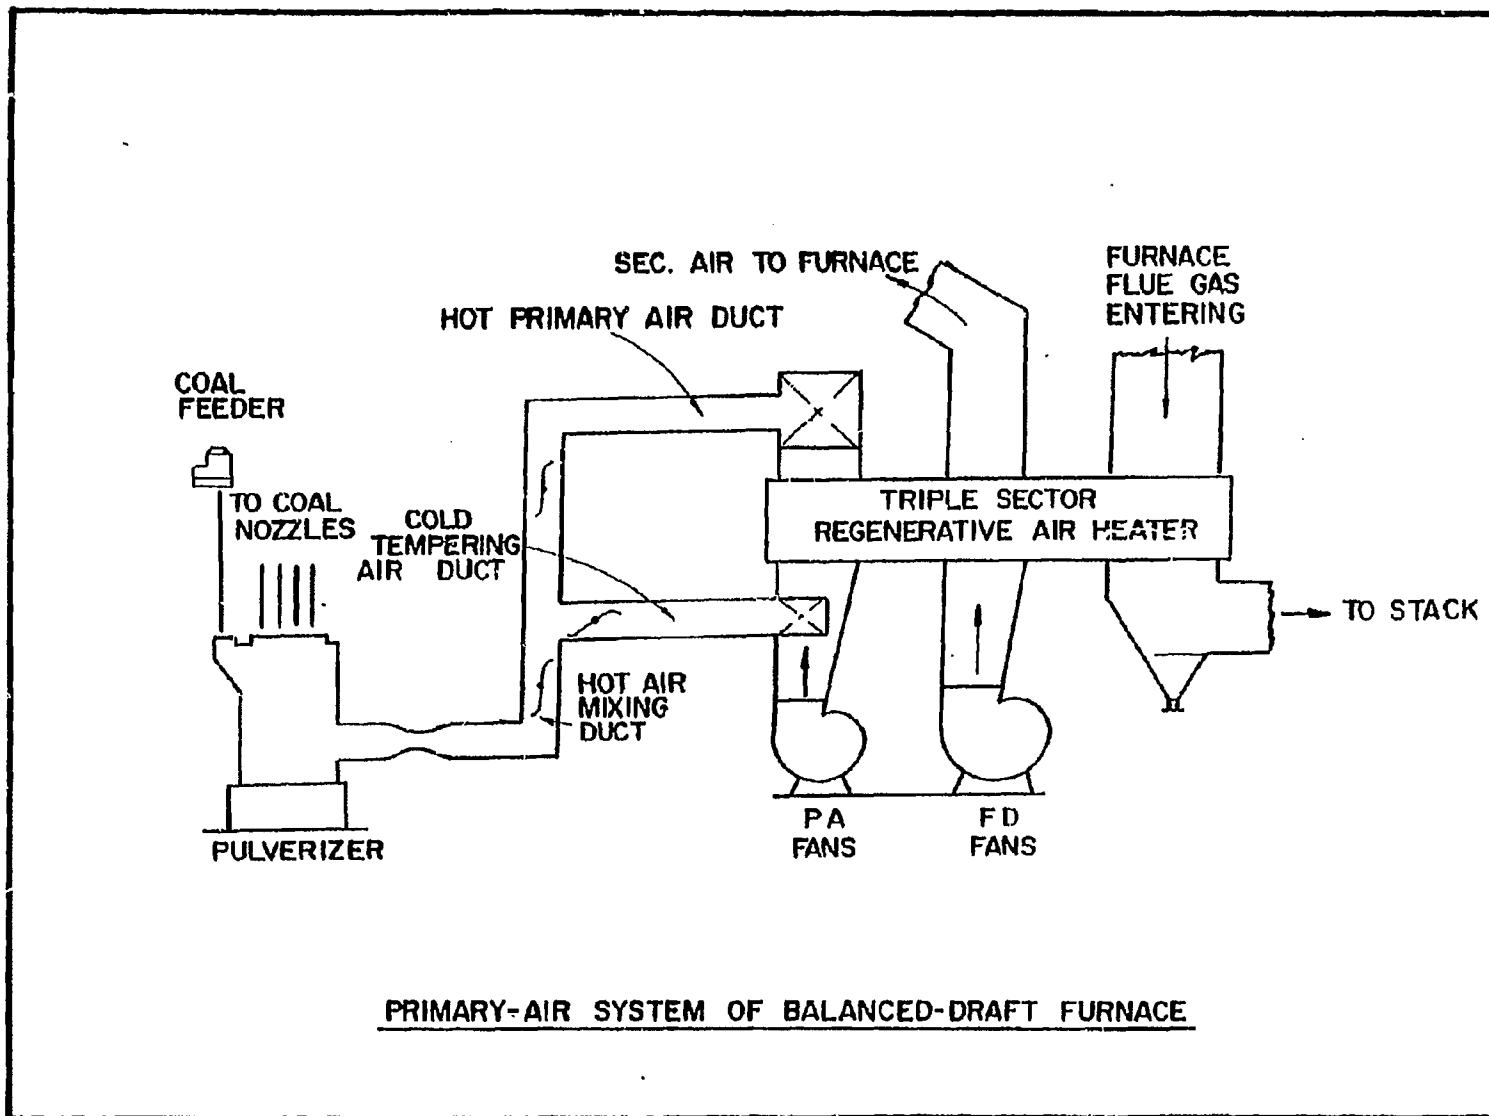 SEC. AIR TO FURNACE
FURNACE
FLUE GAS
ENTERING
HOT PRIMARY AIR DUCT
COAL
FEEDER
TO COAL
NOZZLES
COLD
TEMPERING
AIR DUCT
TRIPLE SECTOR
REGENERATIVE AIR HEATER
TO STACK
HOT AIR
MIXING
DUCT
PULVERIZER
PA
FANS
FD
FANS
PRIMARY-AIR SYSTEM OF BALANCED-DRAFT FURNACE